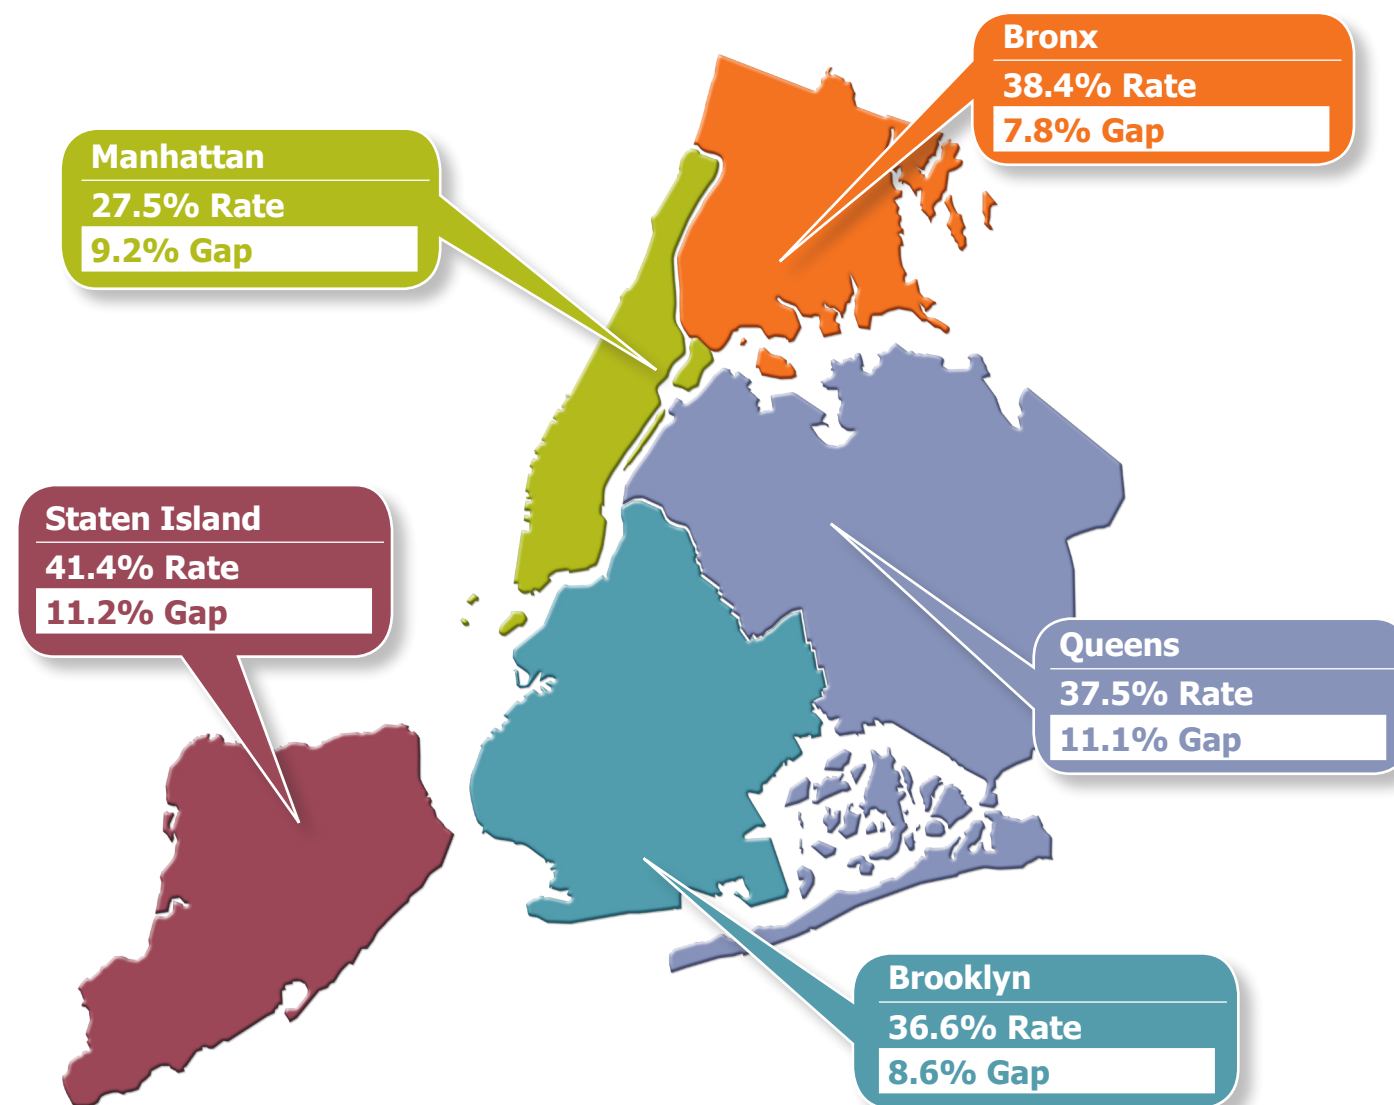 Bronx
38.4% Rate
7.8% Gap
Manhattan
27.5% Rate
9.2% Gap
Staten Island
41.4% Rate
11.2% Gap
Queens
37.5% Rate
11.1% Gap
Brooklyn
36.6% Rate
8.6% Gap